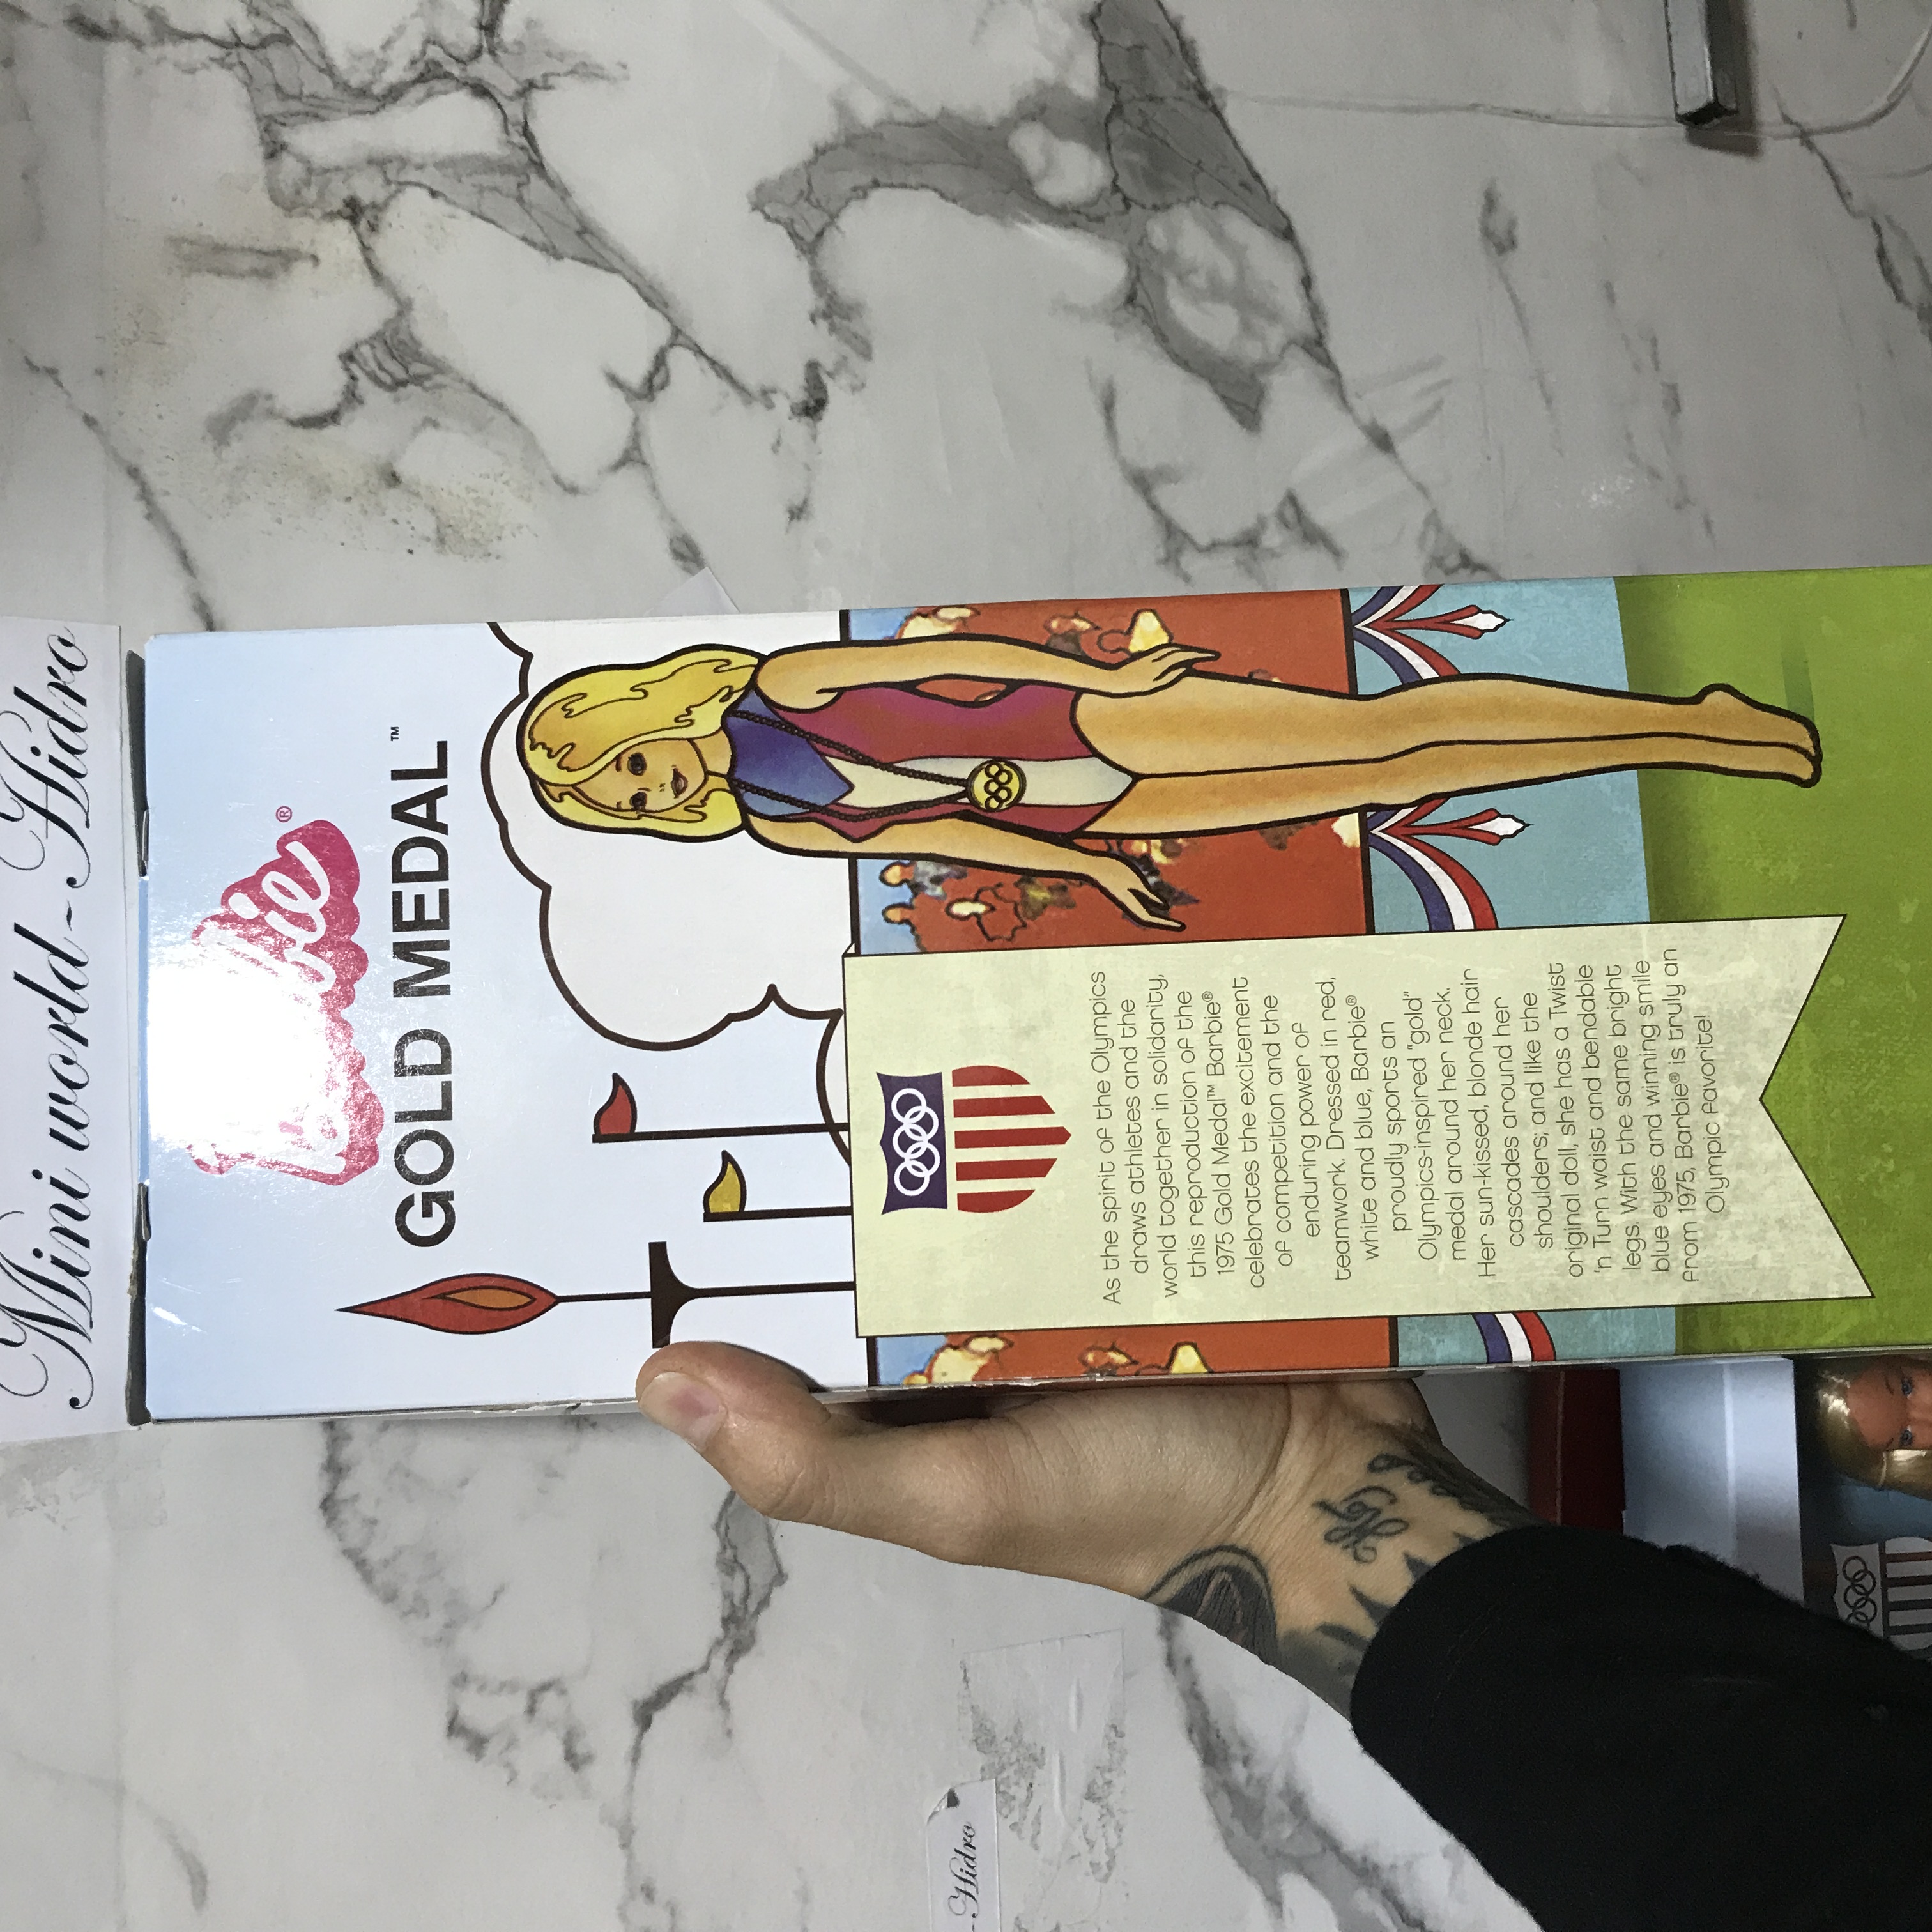 Mini world-Hidro
Barbie®
GOLD MEDAL™
As the spirit of the Olympics
draws athletes and the
world together in solidarity,
this reproduction of the
1975 Gold Medal™ Barbie®
celebrates the excitement
of competition and the
enduring power of
teamwork. Dressed in red,
white and blue, Barbie®
proudly sports an
Olympics-inspired "gold"
medal around her neck.
Her sun-kissed, blonde hair
cascades around her
shoulders; and like the
original doll, she has a Twist
'n Turn waist and bendable
legs. With the same bright
blue eyes and winning smile
from 1975, Barbie® is truly an
Olympic favorite!
-Hidro